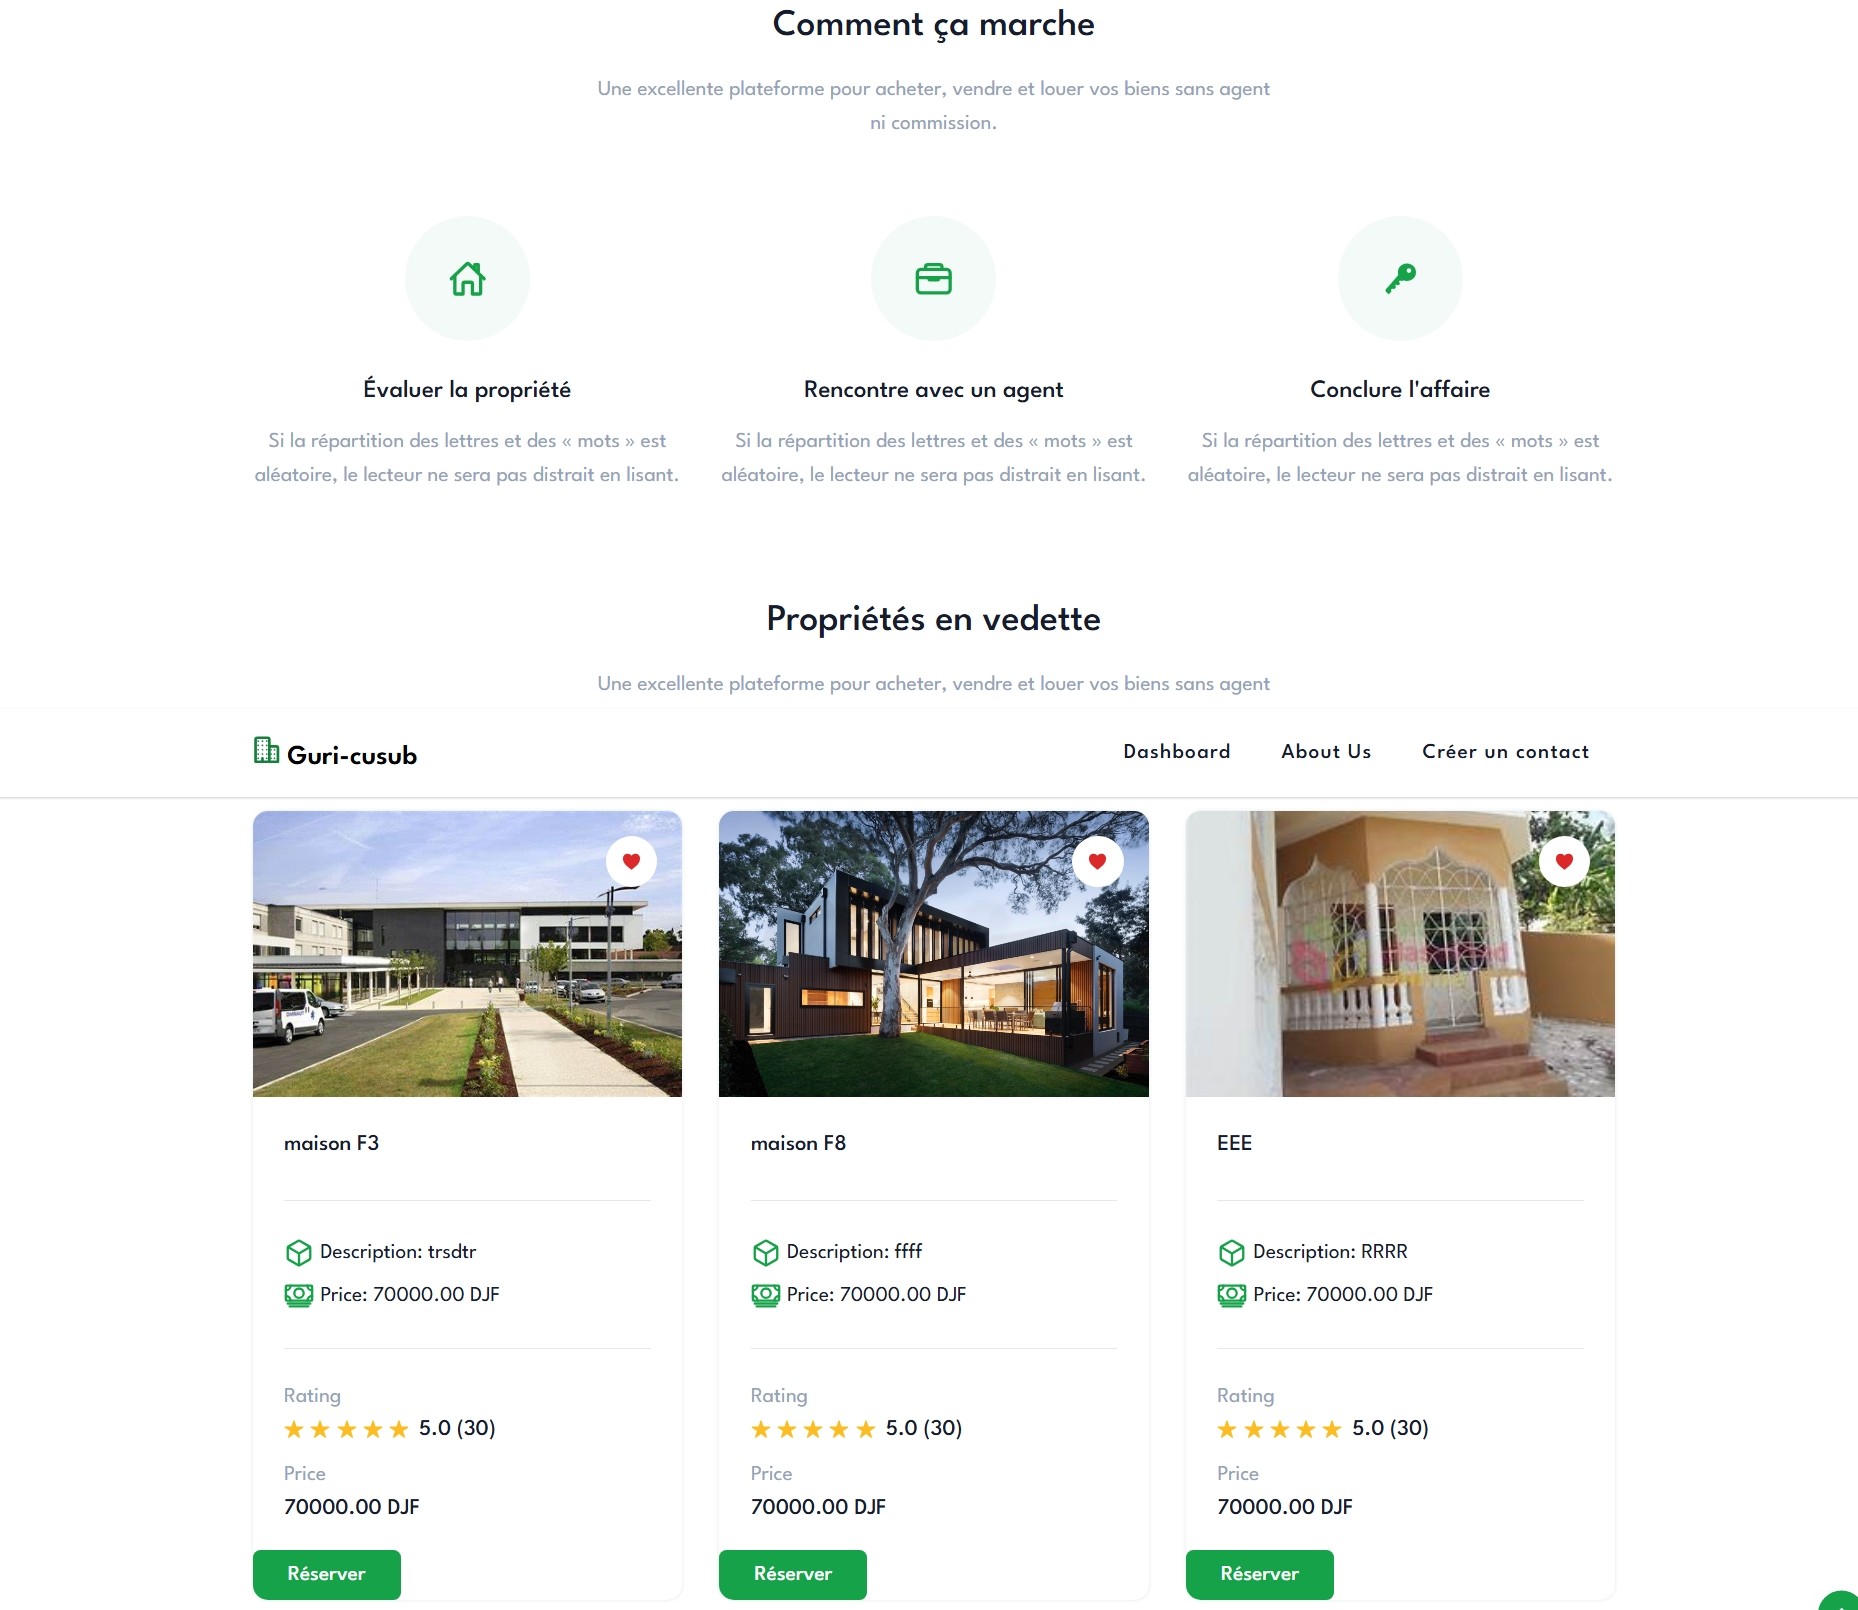 Comment ça marche
Une excellente plateforme pour acheter, vendre et louer vos biens sans agent
ni commission.
Évaluer la propriété
Si la répartition des lettres et des « mots » est
aléatoire, le lecteur ne sera pas distrait en lisant.
Rencontre avec un agent
Si la répartition des lettres et des « mots » est
aléatoire, le lecteur ne sera pas distrait en lisant.
Conclure l'affaire
Si la répartition des lettres et des « mots » est
aléatoire, le lecteur ne sera pas distrait en lisant.
Propriétés en vedette
Une excellente plateforme pour acheter, vendre et louer vos biens sans agent
Guri-cusub
Dashboard About Us Créer un contact
maison F3
Description: trsdtr
Price: 70000.00 DJF
Rating
5.0 (30)
Price
70000.00 DJF
Réserver
maison F8
Description: ffff
Price: 70000.00 DJF
Rating
5.0 (30)
Price
70000.00 DJF
Réserver
EEE
Description: RRRR
Price: 70000.00 DJF
Rating
5.0 (30)
Price
70000.00 DJF
Réserver